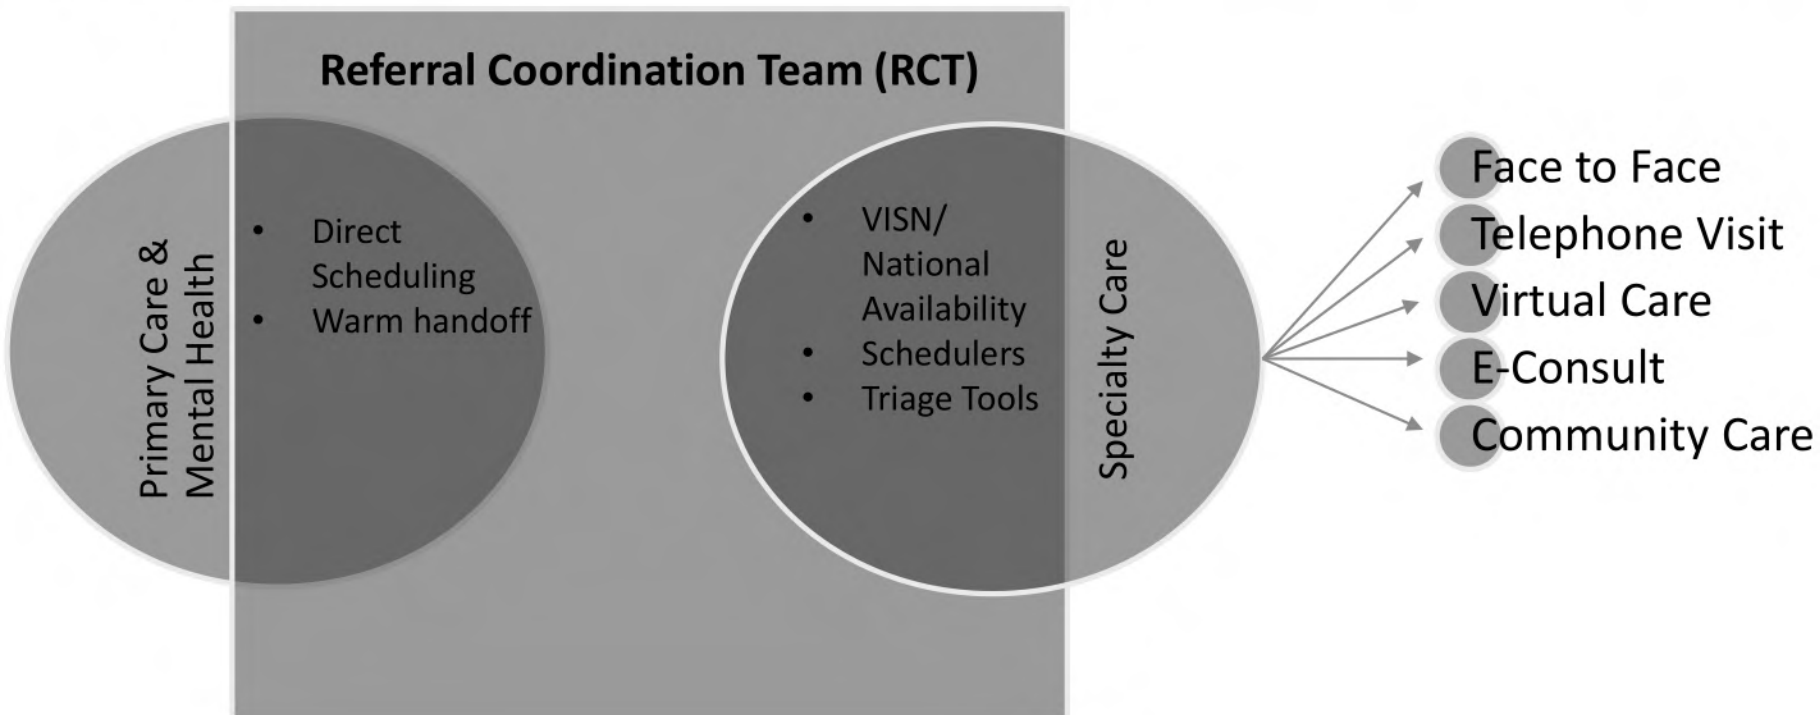 Referral Coordination Team (RCT)
Primary Care &
Mental Health
• Direct
Scheduling
• Warm handoff
• VISN/
National
Availability
• Schedulers
• Triage Tools
Specialty Care
Face to Face
Telephone Visit
Virtual Care
E-Consult
Community Care